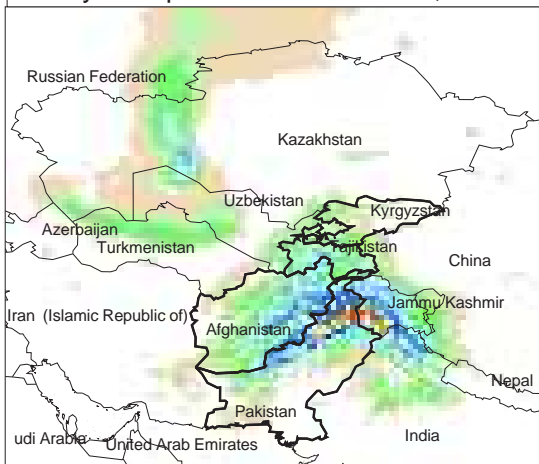 Russian Federation
Kazakhstan
Uzbekistan
Kyrgyzstan
Azerbaijan
Turkmenistan
Tajikistan
China
Iran (Islamic Republic of)
Jammu Kashmir
Afghanistan
Nepal
Pakistan
udi Arabia
United Arab Emirates
India